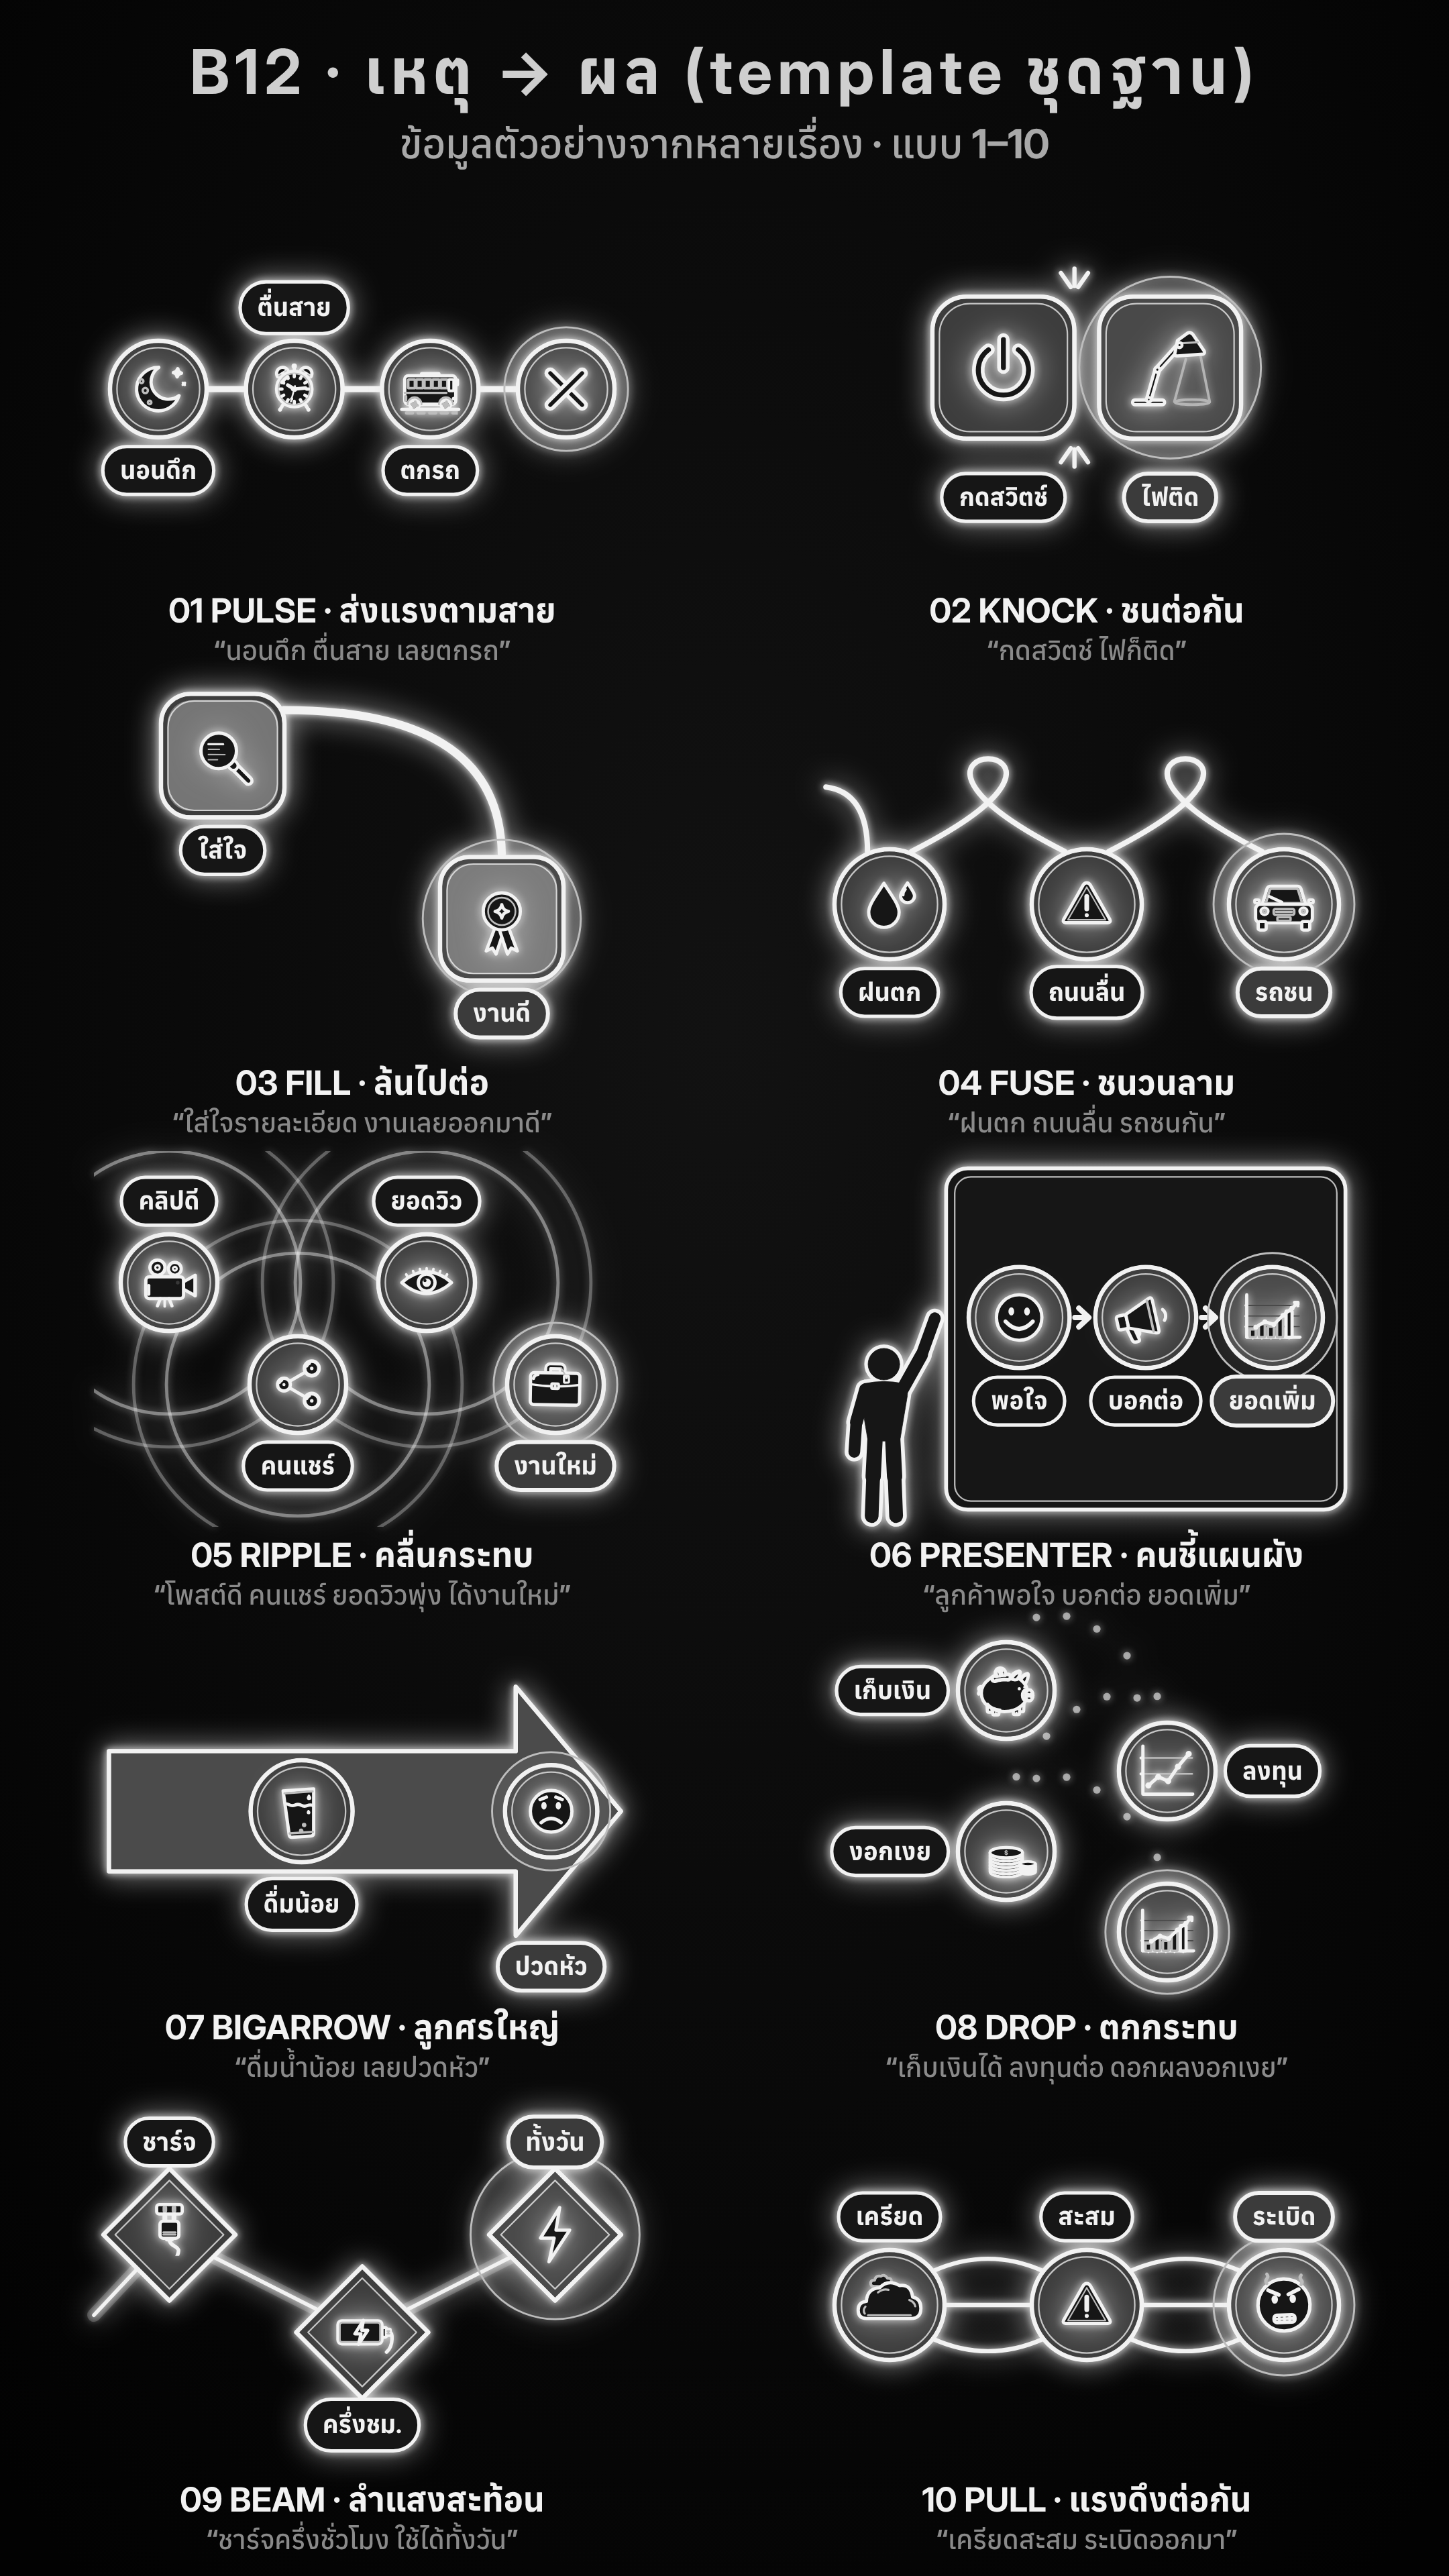 B12 · เหตุ → ผล (template ชุดฐาน)
ข้อมูลตัวอย่างจากหลายเรื่อง · แบบ 1–10
ตื่นสาย
นอนดึก
ตกรถ
01 PULSE · ส่งแรงตามสาย
“นอนดึก ตื่นสาย เลยตกรถ”
กดสวิตช์
ไฟติด
02 KNOCK · ชนต่อกัน
“กดสวิตช์ ไฟก็ติด”
ใส่ใจ
งานดี
03 FILL · ล้นไปต่อ
“ใส่ใจรายละเอียด งานเลยออกมาดี”
ฝนตก
ถนนลื่น
รถชน
04 FUSE · ชนวนลาม
“ฝนตก ถนนลื่น รถชนกัน”
คลิปดี
ยอดวิว
คนแชร์
งานใหม่
05 RIPPLE · คลื่นกระทบ
“โพสต์ดี คนแชร์ ยอดวิวพุ่ง ได้งานใหม่”
พอใจ
บอกต่อ
ยอดเพิ่ม
06 PRESENTER · คนชี้แผนผัง
“ลูกค้าพอใจ บอกต่อ ยอดเพิ่ม”
ดื่มน้อย
ปวดหัว
07 BIGARROW · ลูกศรใหญ่
“ดื่มน้ำน้อย เลยปวดหัว”
เก็บเงิน
ลงทุน
งอกเงย
08 DROP · ตกกระทบ
“เก็บเงินได้ ลงทุนต่อ ดอกผลงอกเงย”
ชาร์จ
ทั้งวัน
ครึ่งชม.
09 BEAM · ลำแสงสะท้อน
“ชาร์จครึ่งชั่วโมง ใช้ได้ทั้งวัน”
เครียด
สะสม
ระเบิด
10 PULL · แรงดึงต่อกัน
“เครียดสะสม ระเบิดออกมา”